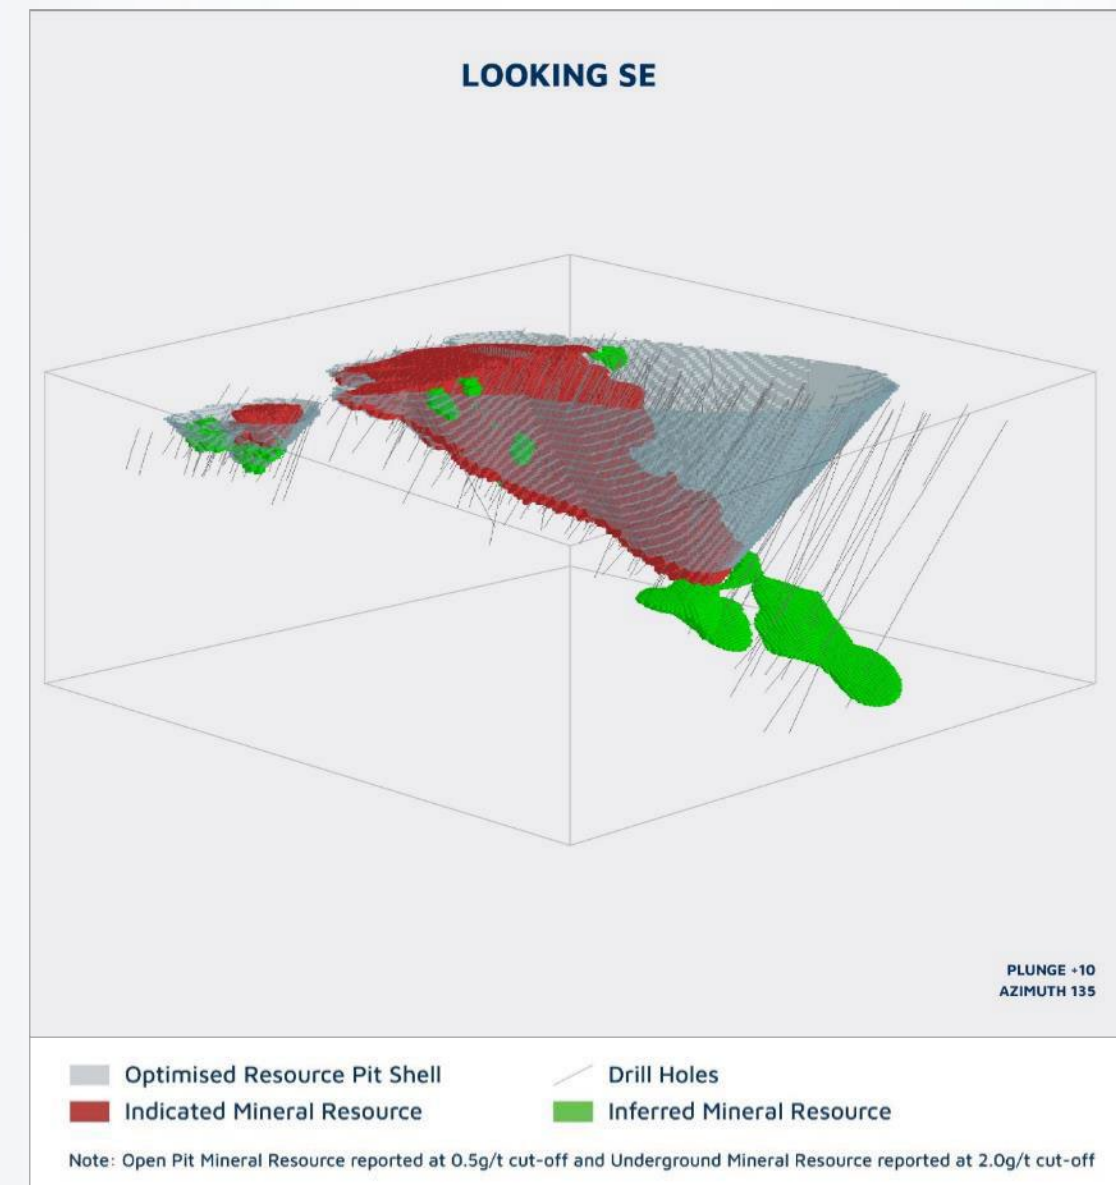 LOOKING SE
PLUNGE +10
AZIMUTH 135
Optimised Resource Pit Shell
Drill Holes
Indicated Mineral Resource
Inferred Mineral Resource
Note: Open Pit Mineral Resource reported at 0.5g/t cut-off and Underground Mineral Resource reported at 2.0g/t cut-off